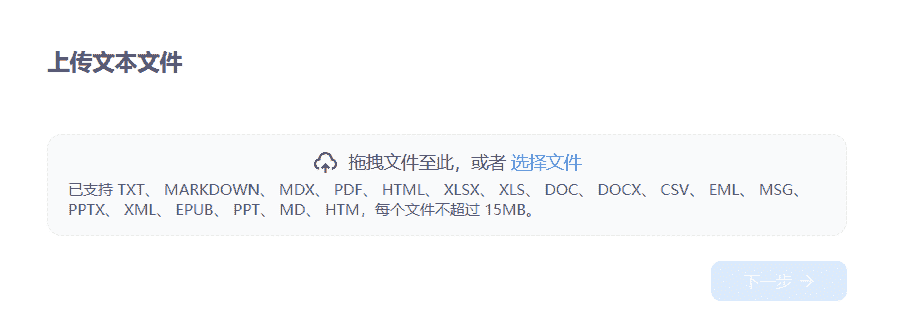 上传文本文件
拖拽文件至此，或者 选择文件
已支持 TXT、 MARKDOWN、 MDX、 PDF、 HTML、 XLSX、 XLS、 DOC、 DOCX、 CSV、 EML、 MSG、
PPTX、 XML、 EPUB、 PPT、 MD、 HTM，每个文件不超过 15MB。
下一步 →